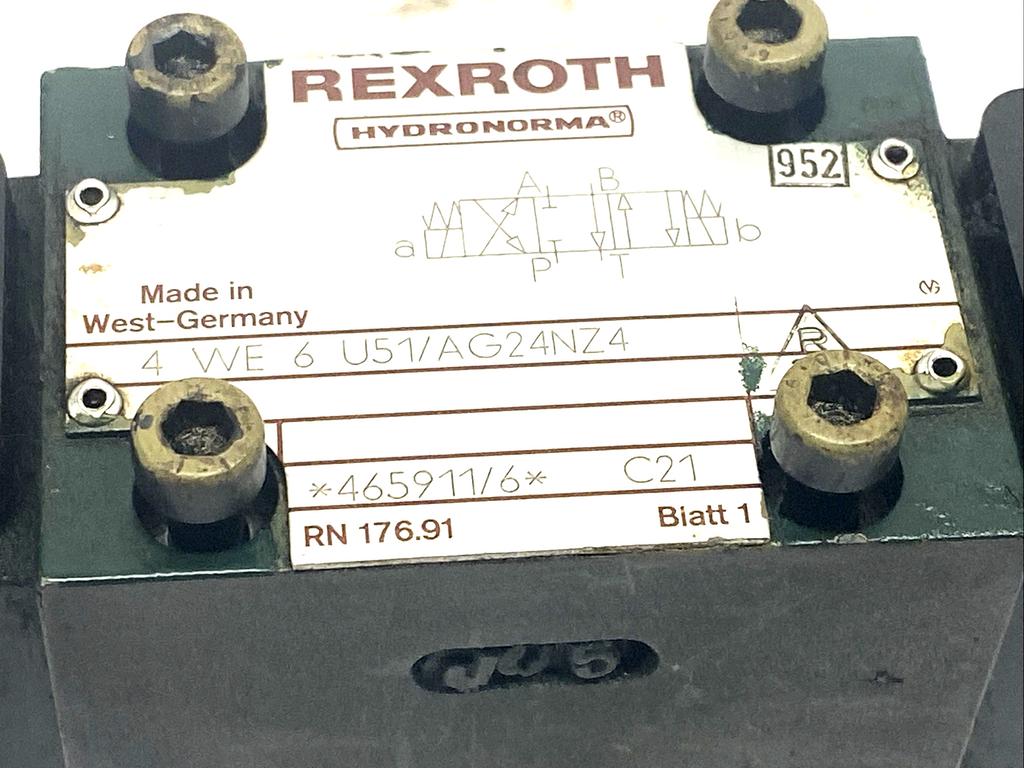 REXROTH
HYDRONORMA®
952
A B
a b
P T
Made in
West-Germany
4 WE 6 U51/AG24NZ4
R
*465911/6* C21
RN 176.91 Blatt 1